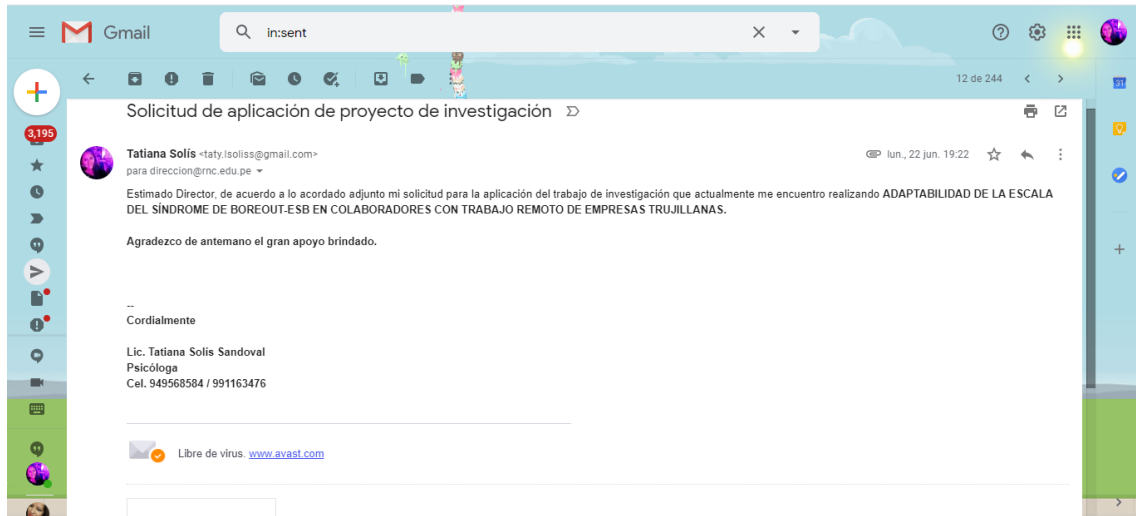 Gmail
in:sent
12 de 244
Solicitud de aplicación de proyecto de investigación
3,195
31
Tatiana Solís <taty.lsoliss@gmail.com>
lun., 22 jun. 19:22
para direccion@rnc.edu.pe
Estimado Director, de acuerdo a lo acordado adjunto mi solicitud para la aplicación del trabajo de investigación que actualmente me encuentro realizando ADAPTABILIDAD DE LA ESCALA
DEL SÍNDROME DE BOREOUT-ESB EN COLABORADORES CON TRABAJO REMOTO DE EMPRESAS TRUJILLANAS.
Agradezco de antemano el gran apoyo brindado.
--
Cordialmente
Lic. Tatiana Solís Sandoval
Psicóloga
Cel. 949568584 / 991163476
Libre de virus. www.avast.com